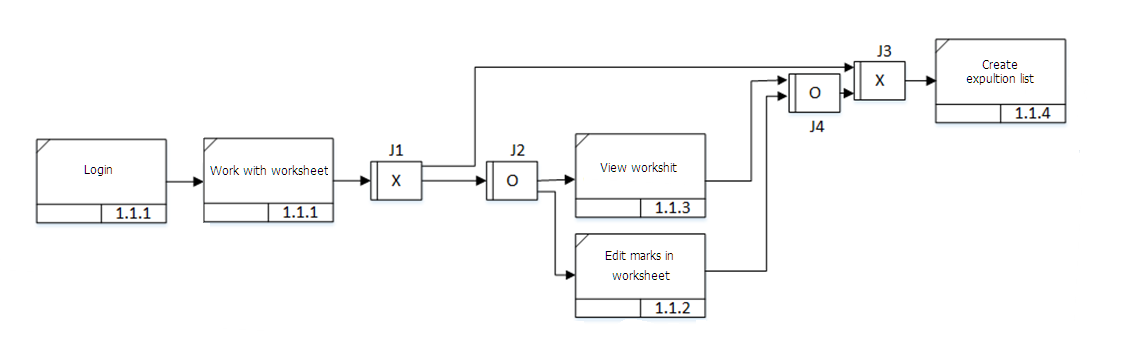 Login
1.1.1
Work with worksheet
1.1.1
J1
X
J2
O
View workshit
1.1.3
Edit marks in
worksheet
1.1.2
O
J4
J3
X
Create
expultion list
1.1.4